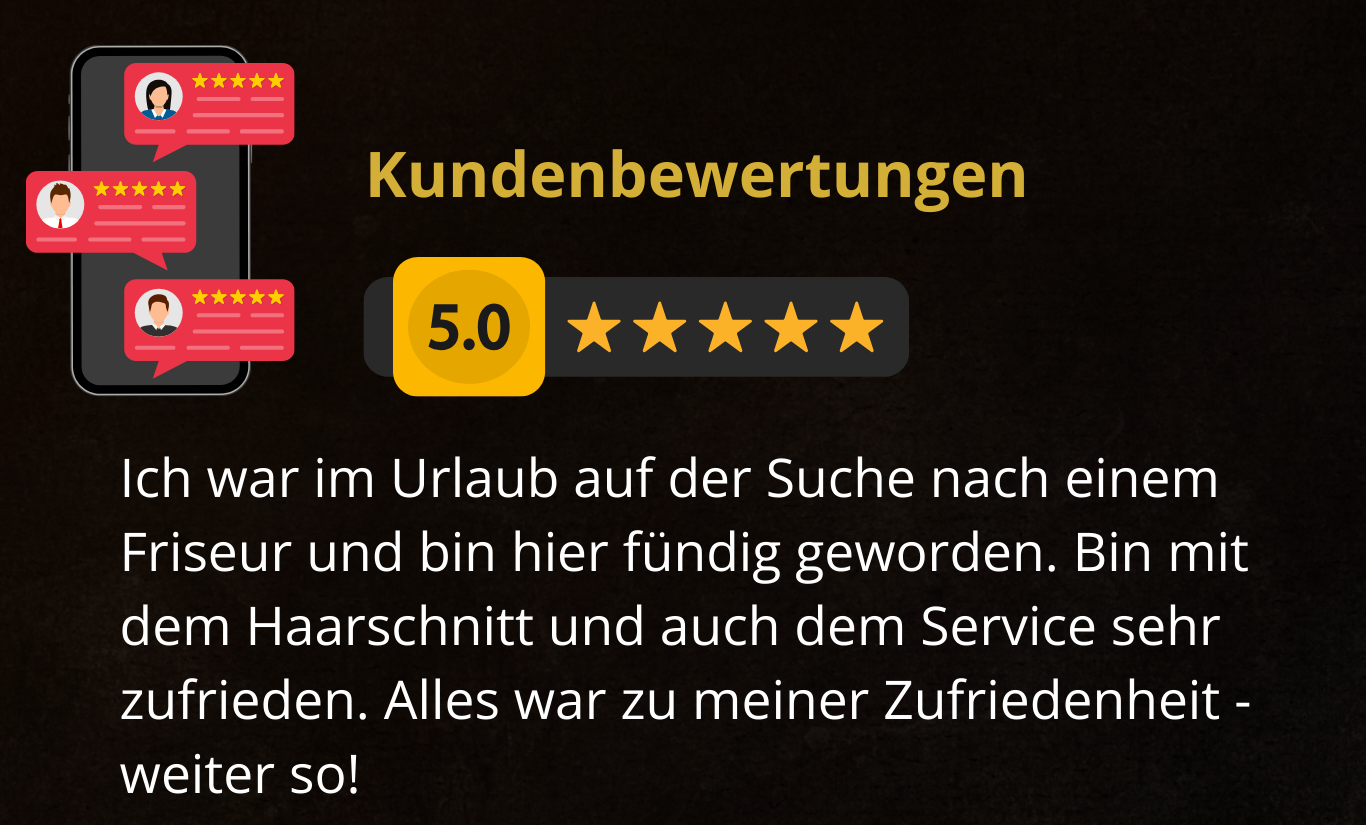 Kundenbewertungen
5.0
Ich war im Urlaub auf der Suche nach einem
Friseur und bin hier fündig geworden. Bin mit
dem Haarschnitt und auch dem Service sehr
zufrieden. Alles war zu meiner Zufriedenheit -
weiter so!